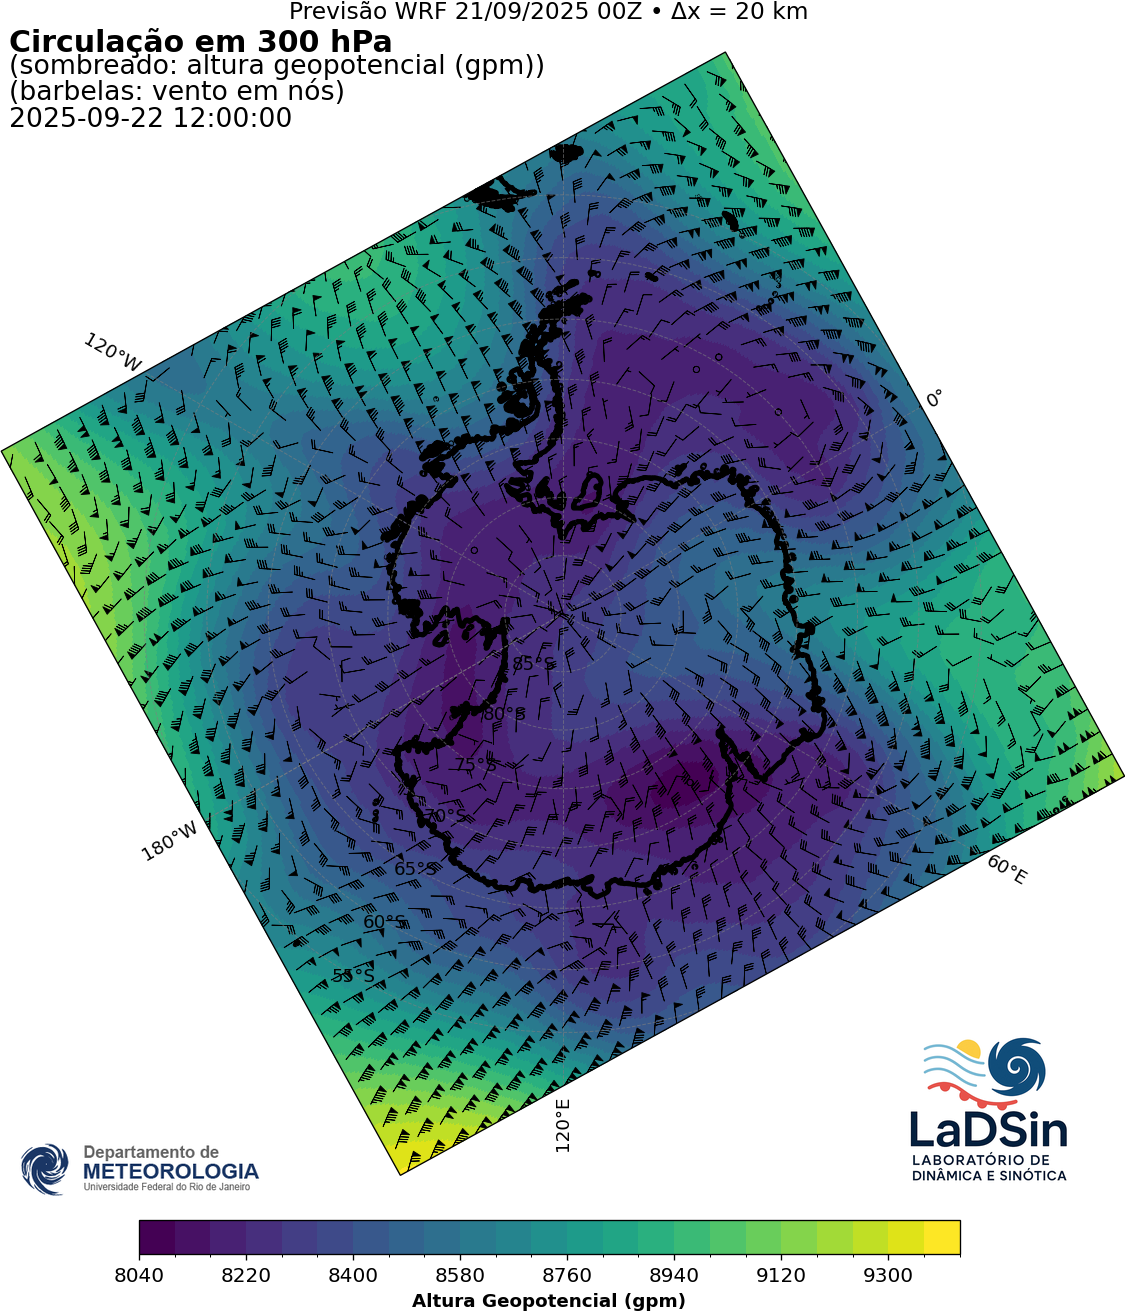 Previsão WRF 21/09/2025 00Z • Δx = 20 km
Circulação em 300 hPa
(sombreado: altura geopotencial (gpm))
(barbelas: vento em nós)
2025-09-22 12:00:00
120°W
0°
85°S
80°S
75°S
70°S
180°W
65°S
60°E
60°S
55°S
120°E
LaDSin
LABORATÓRIO DE
DINÂMICA E SINÓTICA
Departamento de
METEOROLOGIA
Universidade Federal do Rio de Janeiro
8040 8220 8400 8580 8760 8940 9120 9300
Altura Geopotencial (gpm)